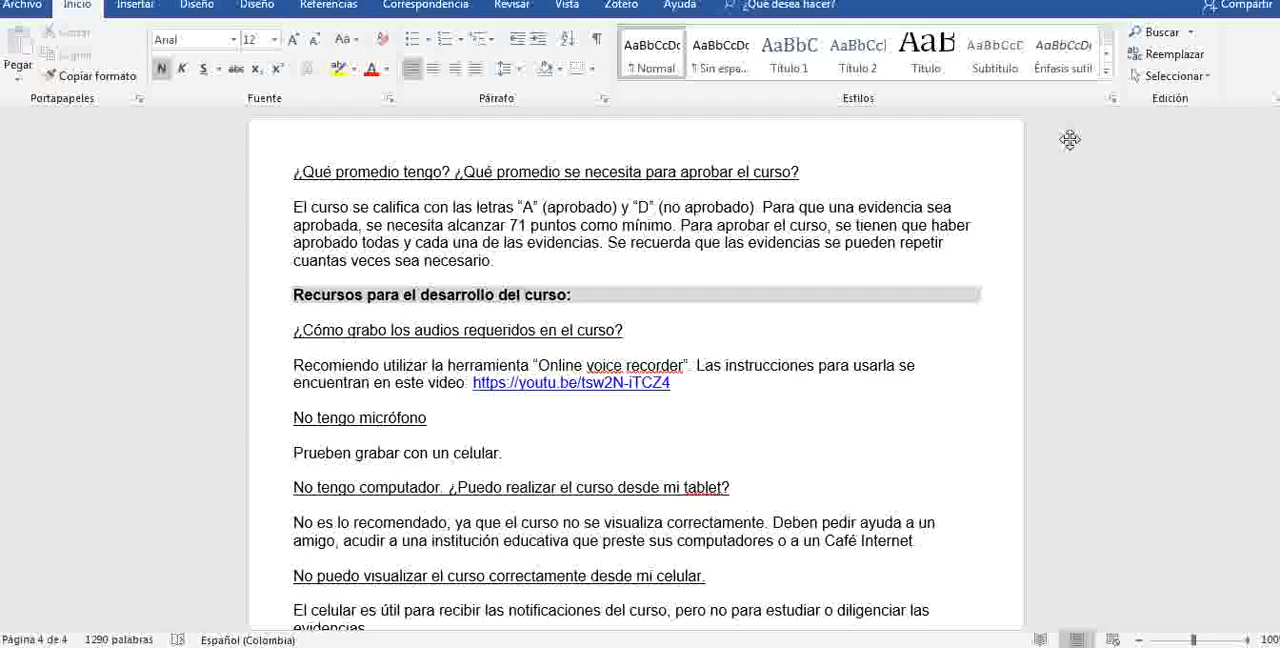 Archivo Inicio Insertar Diseño Diseño Referencias Correspondencia Revisar Vista Zotero Ayuda ¿Qué desea hacer? Compartir
Pegar
Cortar
Copiar
Copiar formato
Portapapeles
Arial 12
Aa
N K S abc x, x²
Fuente
Párrafo
AaBbCcDc AaBbCcDc AaBbC AaBbCcI AaB AaBbCcD AaBbCcDi
¶ Normal ¶ Sin espa... Título 1 Título 2 Título Subtítulo Énfasis sutil
Estilos
Buscar
Reemplazar
Seleccionar
Edición
¿Qué promedio tengo? ¿Qué promedio se necesita para aprobar el curso?
El curso se califica con las letras “A” (aprobado) y “D” (no aprobado). Para que una evidencia sea
aprobada, se necesita alcanzar 71 puntos como mínimo. Para aprobar el curso, se tienen que haber
aprobado todas y cada una de las evidencias. Se recuerda que las evidencias se pueden repetir
cuantas veces sea necesario.
Recursos para el desarrollo del curso:
¿Cómo grabo los audios requeridos en el curso?
Recomiendo utilizar la herramienta “Online voice recorder”. Las instrucciones para usarla se
encuentran en este video: https://youtu.be/tsw2N-iTCZ4
No tengo micrófono
Prueben grabar con un celular.
No tengo computador. ¿Puedo realizar el curso desde mi tablet?
No es lo recomendado, ya que el curso no se visualiza correctamente. Deben pedir ayuda a un
amigo, acudir a una institución educativa que preste sus computadores o a un Café Internet.
No puedo visualizar el curso correctamente desde mi celular.
El celular es útil para recibir las notificaciones del curso, pero no para estudiar o diligenciar las
evidencias.
Página 4 de 4 1290 palabras Español (Colombia) 100